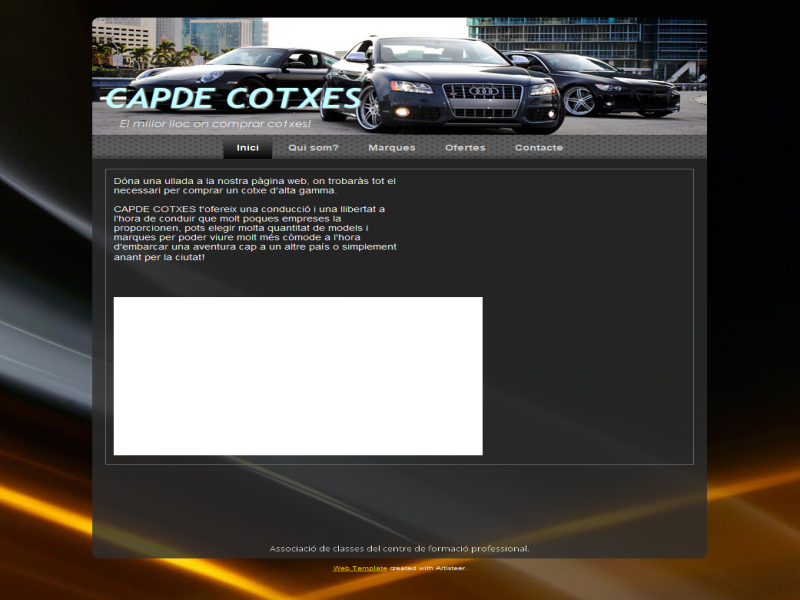 CAPDE COTXES
El millor lloc on comprar cotxes!
Inici Qui som? Marques Ofertes Contacte
Dóna una ullada a la nostra pàgina web, on trobaràs tot el
necessari per comprar un cotxe d'alta gamma.
CAPDE COTXES t'ofereix una conducció i una llibertat a
l'hora de conduir que molt poques empreses la
proporcionen, pots elegir molta quantitat de models i
marques per poder viure molt més còmode a l'hora
d'embarcar una aventura cap a un altre país o simplement
anant per la ciutat!
Associació de classes del centre de formació professional.
Web Template created with Artisteer.